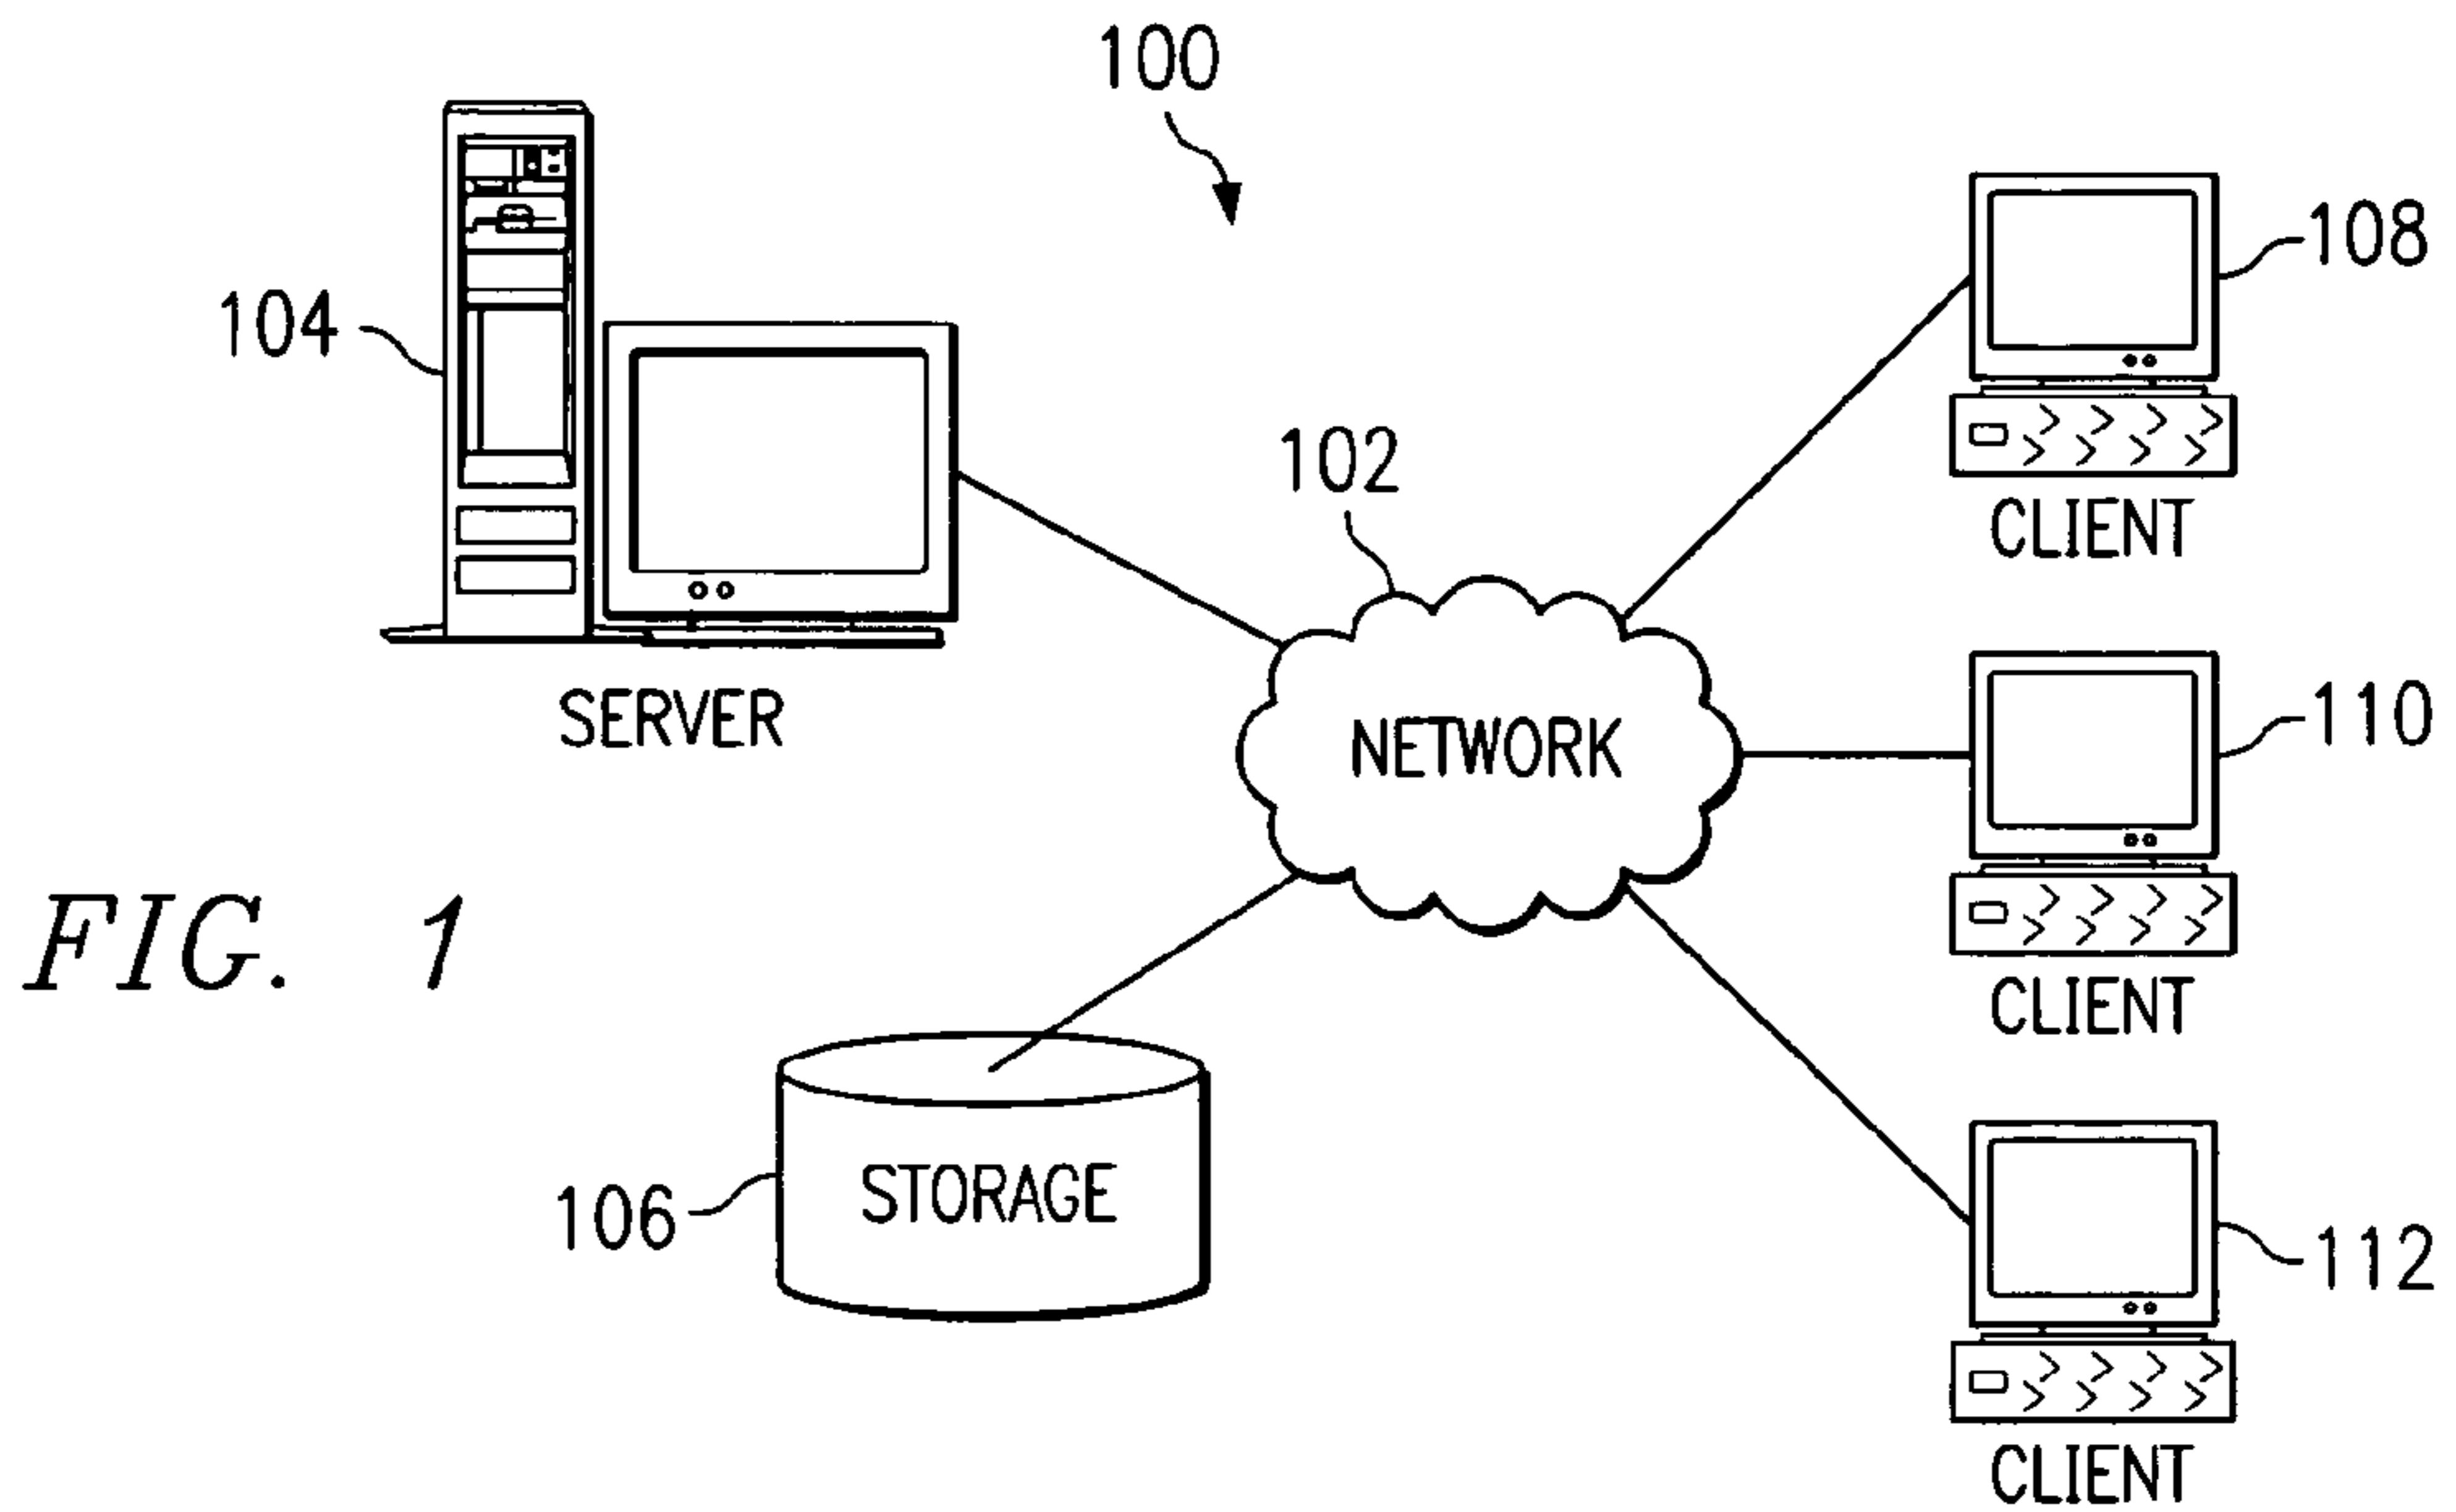 100
104
108
CLIENT
102
SERVER
NETWORK
110
CLIENT
FIG. 1
106
STORAGE
112
CLIENT